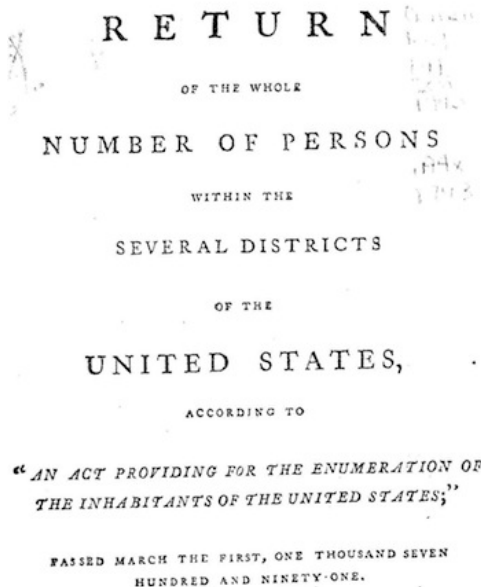 RETURN
OF THE WHOLE
NUMBER OF PERSONS
WITHIN THE
SEVERAL DISTRICTS
OF THE
UNITED STATES,
ACCORDING TO
“AN ACT PROVIDING FOR THE ENUMERATION OF
THE INHABITANTS OF THE UNITED STATES;”
PASSED MARCH THE FIRST, ONE THOUSAND SEVEN
HUNDRED AND NINETY-ONE.